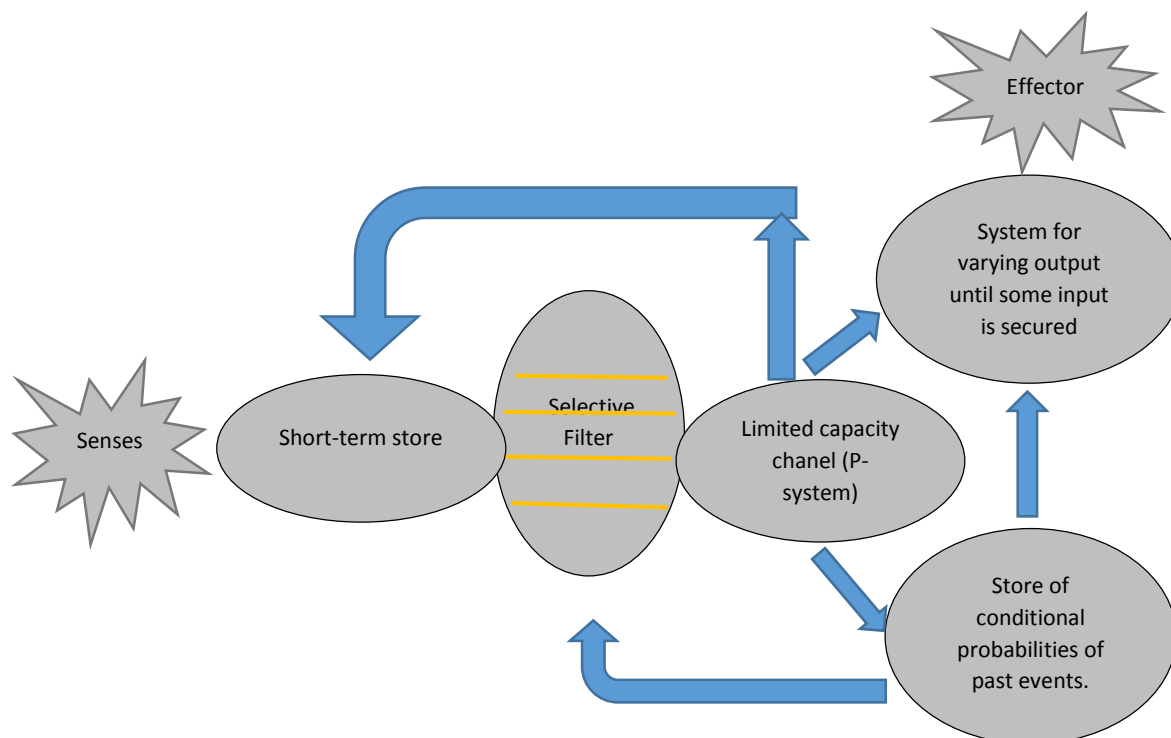 Effector
System for
varying output
until some input
is secured
Senses
Short-term store
Selective
Filter
Limited capacity
chanel (P-
system)
Store of
conditional
probabilities of
past events.